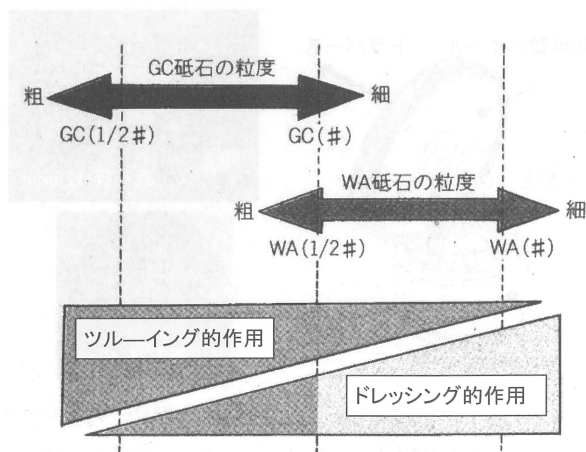 GC砥石の粒度
粗
細
GC(1/2♯)
GC(♯)
WA砥石の粒度
粗
細
WA(1/2♯)
WA(♯)
ツルーイング的作用
ドレッシング的作用